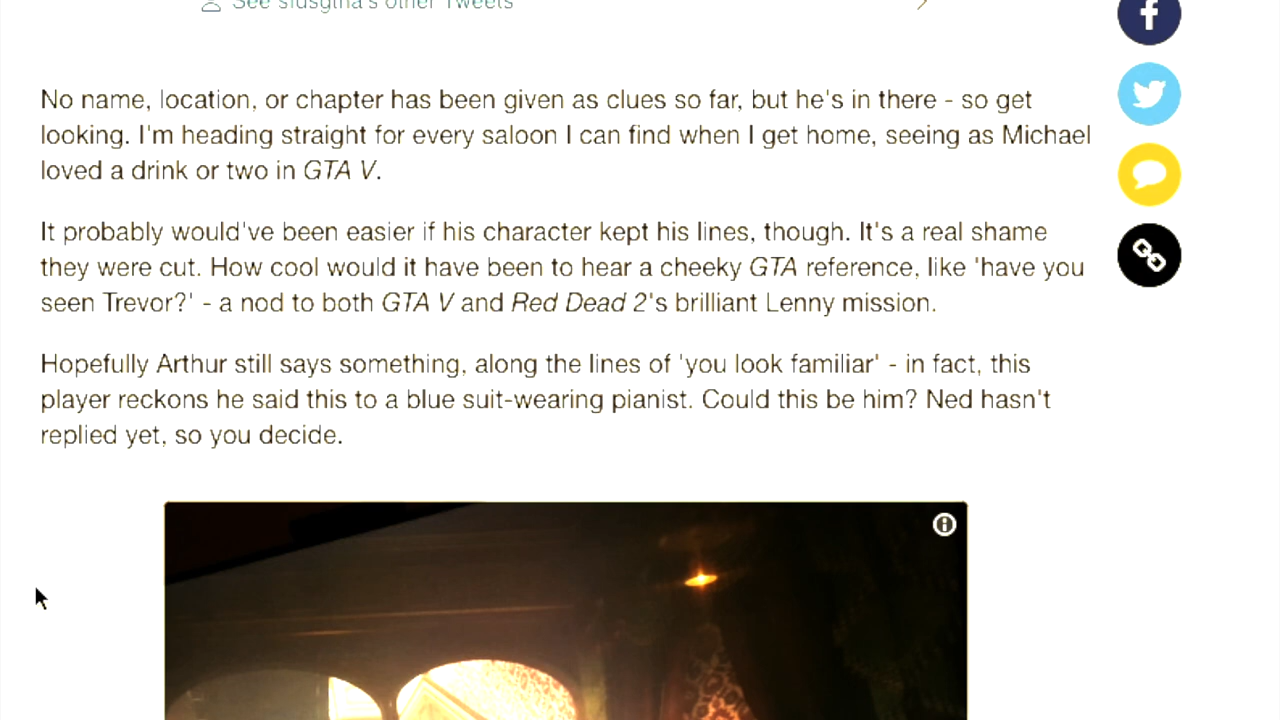 See sfdsgtha's other Tweets
No name, location, or chapter has been given as clues so far, but he's in there - so get
looking. I'm heading straight for every saloon I can find when I get home, seeing as Michael
loved a drink or two in GTA V.
It probably would've been easier if his character kept his lines, though. It's a real shame
they were cut. How cool would it have been to hear a cheeky GTA reference, like 'have you
seen Trevor?' - a nod to both GTA V and Red Dead 2's brilliant Lenny mission.
Hopefully Arthur still says something, along the lines of 'you look familiar' - in fact, this
player reckons he said this to a blue suit-wearing pianist. Could this be him? Ned hasn't
replied yet, so you decide.